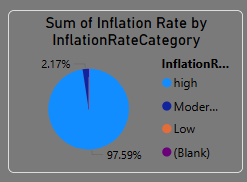 Sum of Inflation Rate by
InflationRateCategory
2.17%
97.59%
InflationR...
high
Moder...
Low
(Blank)